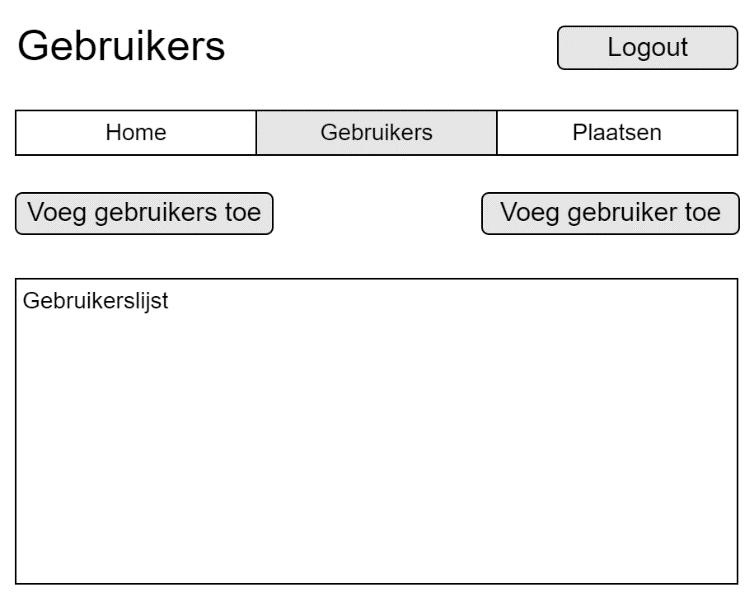 Gebruikers
Logout
Home
Gebruikers
Plaatsen
Voeg gebruikers toe
Voeg gebruiker toe
Gebruikerslijst